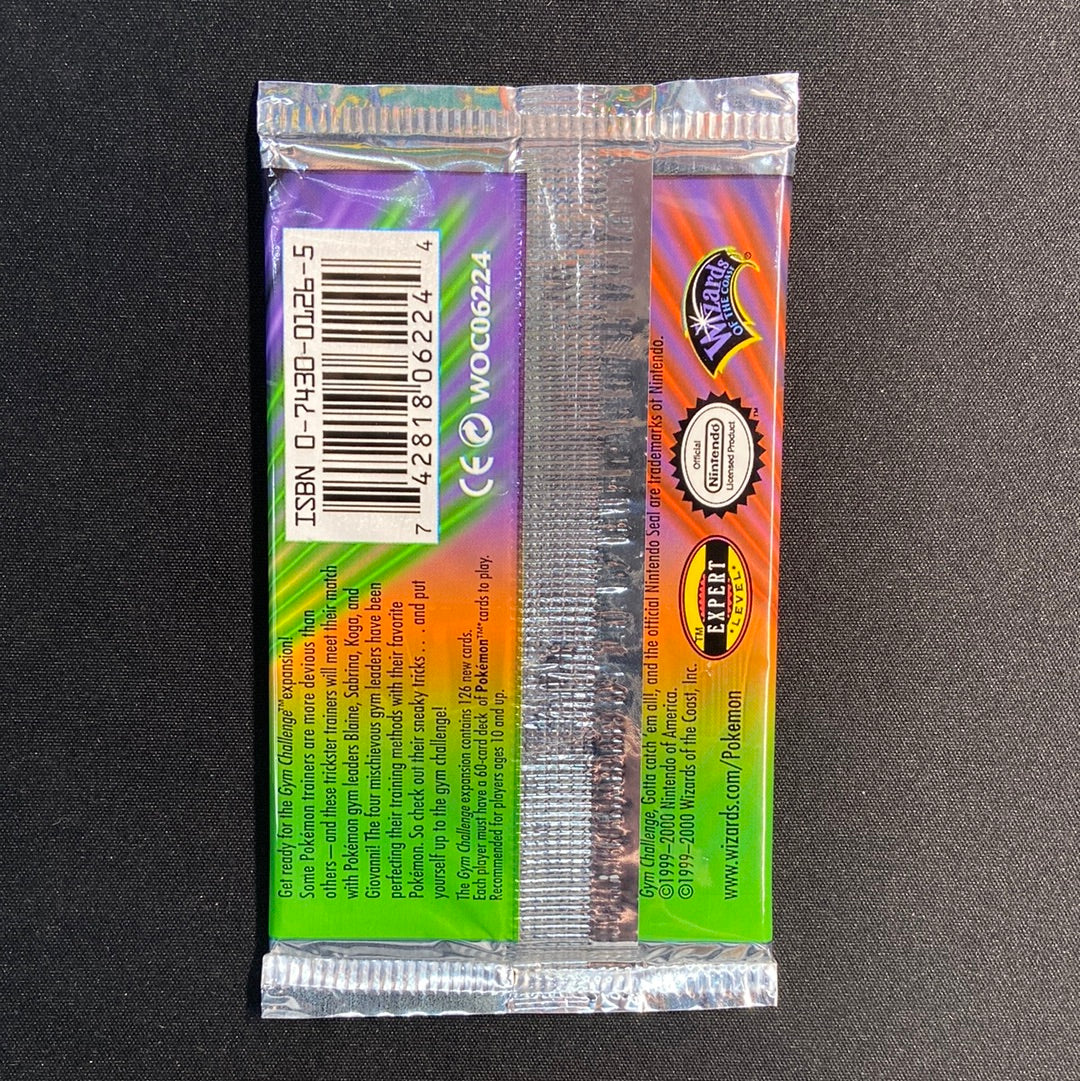 Get ready for the Gym Challenge™ expansion!
Some Pokémon trainers are more devious than
others—and these trickster trainers will meet their match
with Pokémon gym leaders Blaine, Sabrina, Koga, and
Giovanni! The four mischievous gym leaders have been
perfecting their training methods with their favorite
Pokémon. So check out their sneaky tricks . . . and put
yourself up to the gym challenge!
The Gym Challenge expansion contains 126 new cards.
Each player must have a 60-card deck of Pokémon™* cards to play.
Recommended for players ages 10 and up.
ISBN 0-7430-0126-5
7 42818 06224 4
CE WOC06224
Gym Challenge, Gotta catch 'em all, and the official Nintendo Seal are trademarks of Nintendo.
©1999–2000 Nintendo of America.
©1999–2000 Wizards of the Coast, Inc.
www.wizards.com/Pokemon
TM
EXPERT
• LEVEL •
Official
Nintendo®
Licensed Product
TM
Wizards
OF THE COAST
®